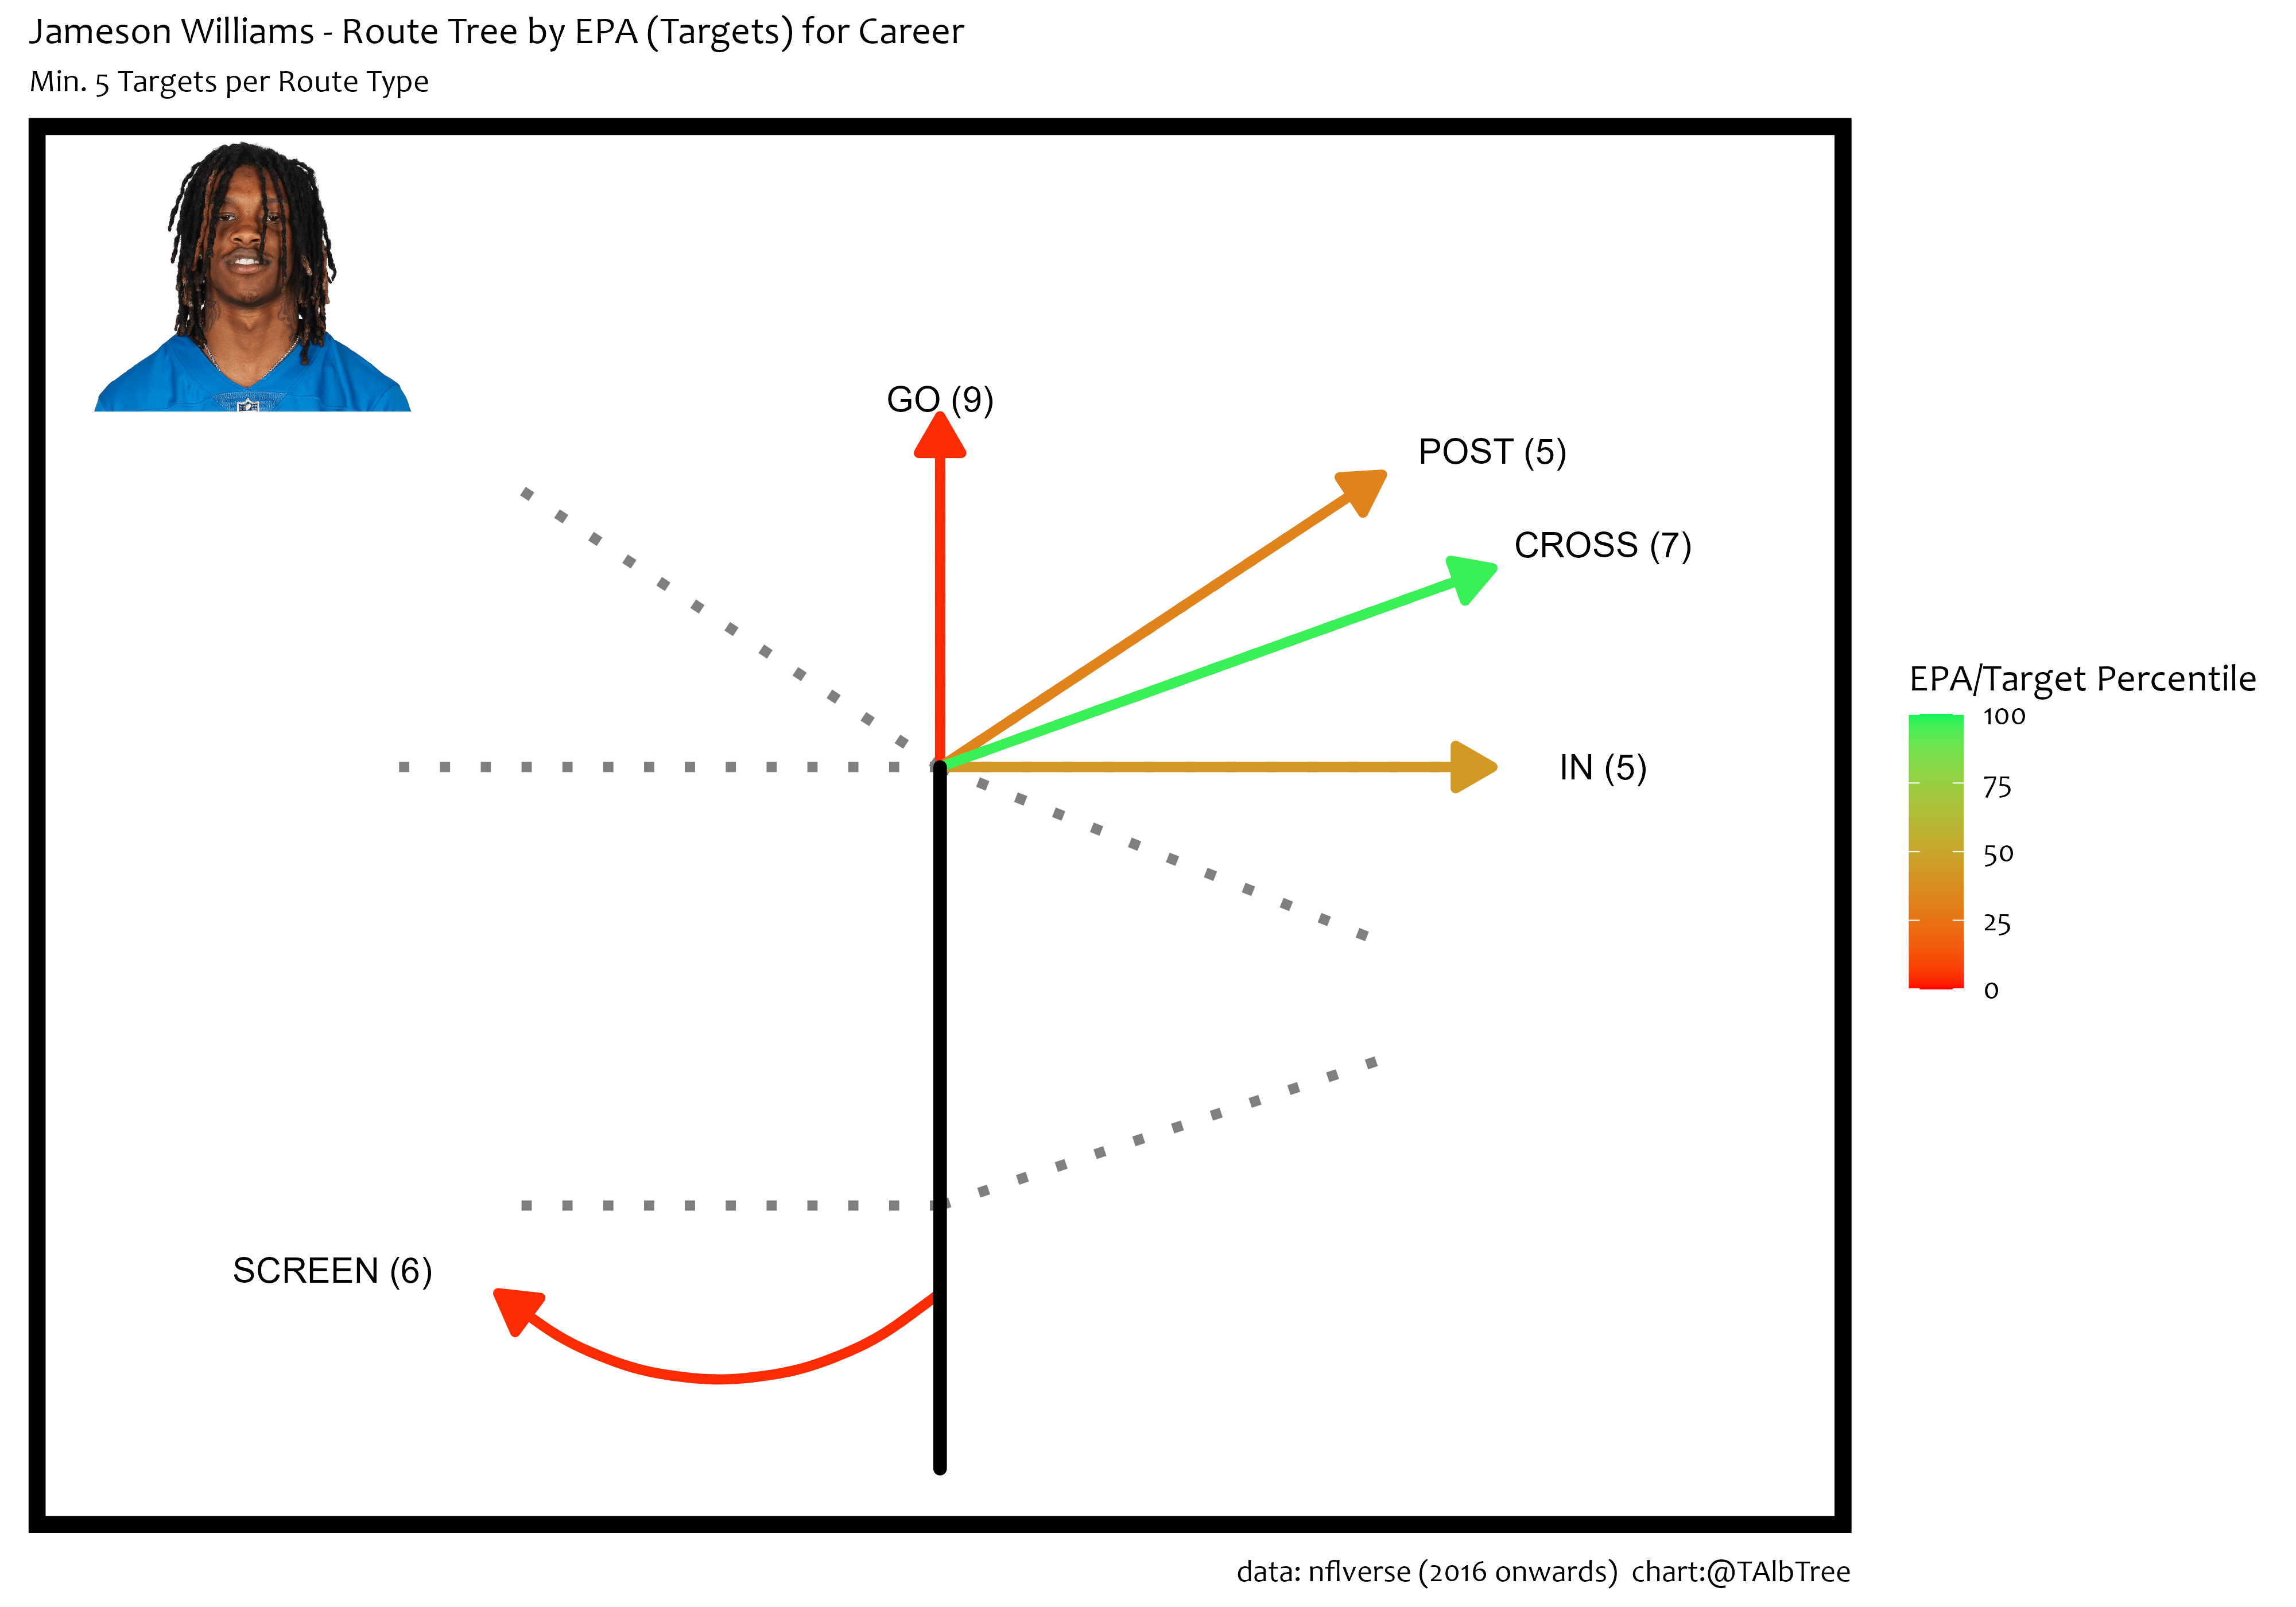 Jameson Williams - Route Tree by EPA (Targets) for Career
Min. 5 Targets per Route Type
GO (9)
POST (5)
CROSS (7)
IN (5)
SCREEN (6)
EPA/Target Percentile
100
75
50
25
0
data: nflverse (2016 onwards)  chart:@TAlbTree